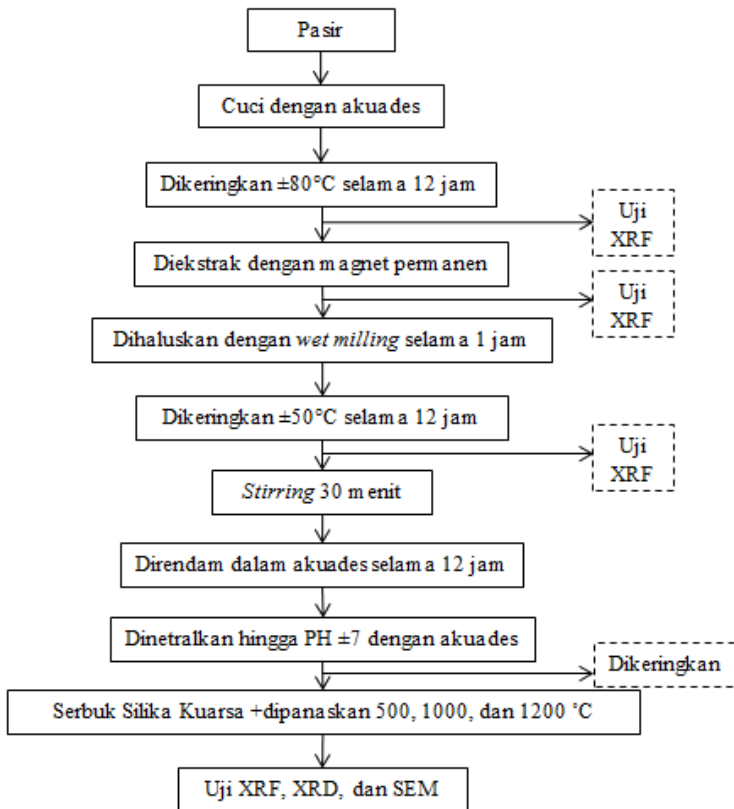 Pasir
Cuci dengan akuades
Dikeringkan ±80°C selama 12 jam
Uji
XRF
Diekstrak dengan magnet permanen
Uji
XRF
Dihaluskan dengan wet milling selama 1 jam
Dikeringkan ±50°C selama 12 jam
Uji
XRF
Stirring 30 menit
Direndam dalam akuades selama 12 jam
Dinetralkan hingga PH ±7 dengan akuades
Dikeringkan
Serbuk Silika Kuarsa +dipanaskan 500, 1000, dan 1200 ˚C
Uji XRF, XRD, dan SEM